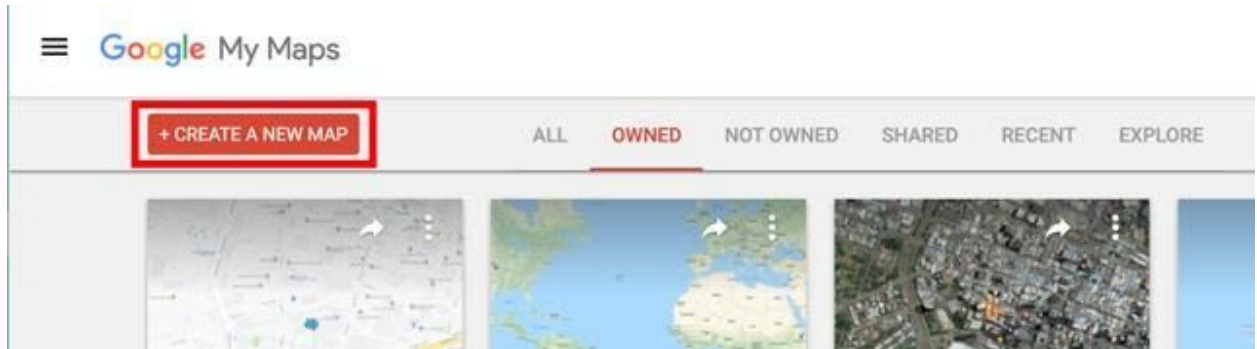 Google My Maps
+ CREATE A NEW MAP
ALL OWNED NOT OWNED SHARED RECENT EXPLORE